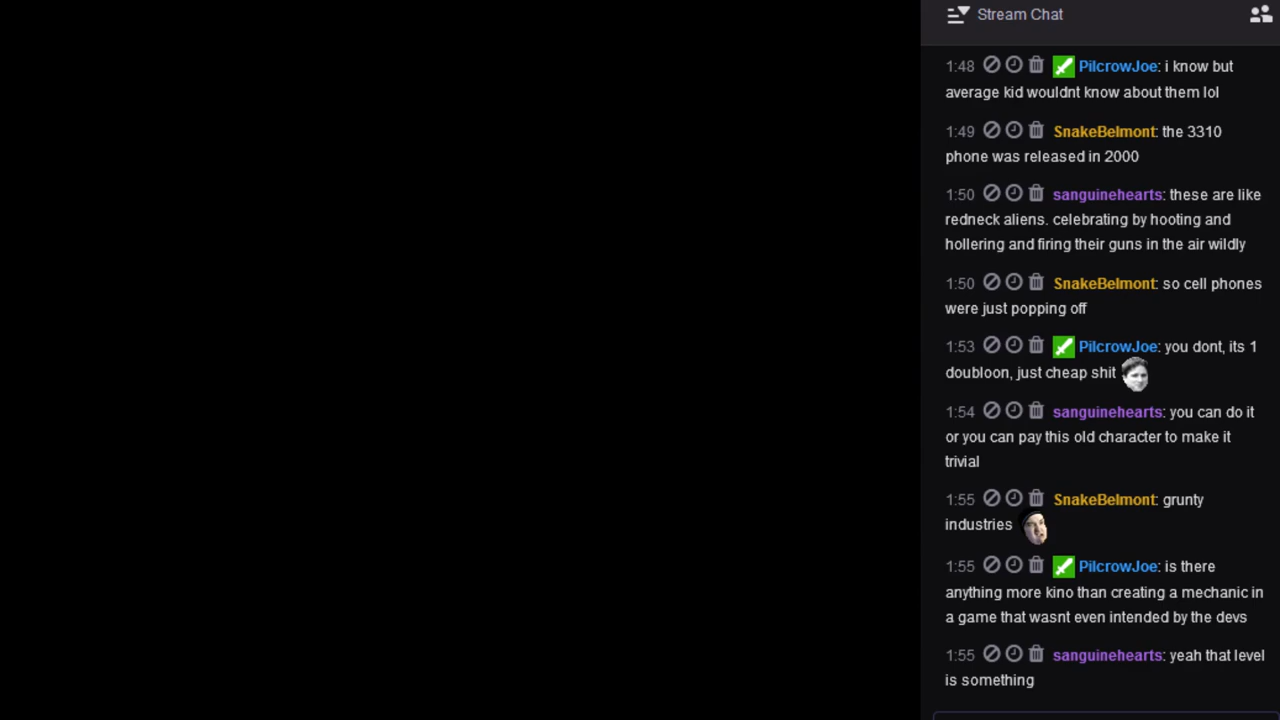 Stream Chat
1:48 PilcrowJoe: i know but
average kid wouldnt know about them lol
1:49 SnakeBelmont: the 3310
phone was released in 2000
1:50 sanguinehearts: these are like
redneck aliens. celebrating by hooting and
hollering and firing their guns in the air wildly
1:50 SnakeBelmont: so cell phones
were just popping off
1:53 PilcrowJoe: you dont, its 1
doubloon, just cheap shit
1:54 sanguinehearts: you can do it
or you can pay this old character to make it
trivial
1:55 SnakeBelmont: grunty
industries
1:55 PilcrowJoe: is there
anything more kino than creating a mechanic in
a game that wasnt even intended by the devs
1:55 sanguinehearts: yeah that level
is something